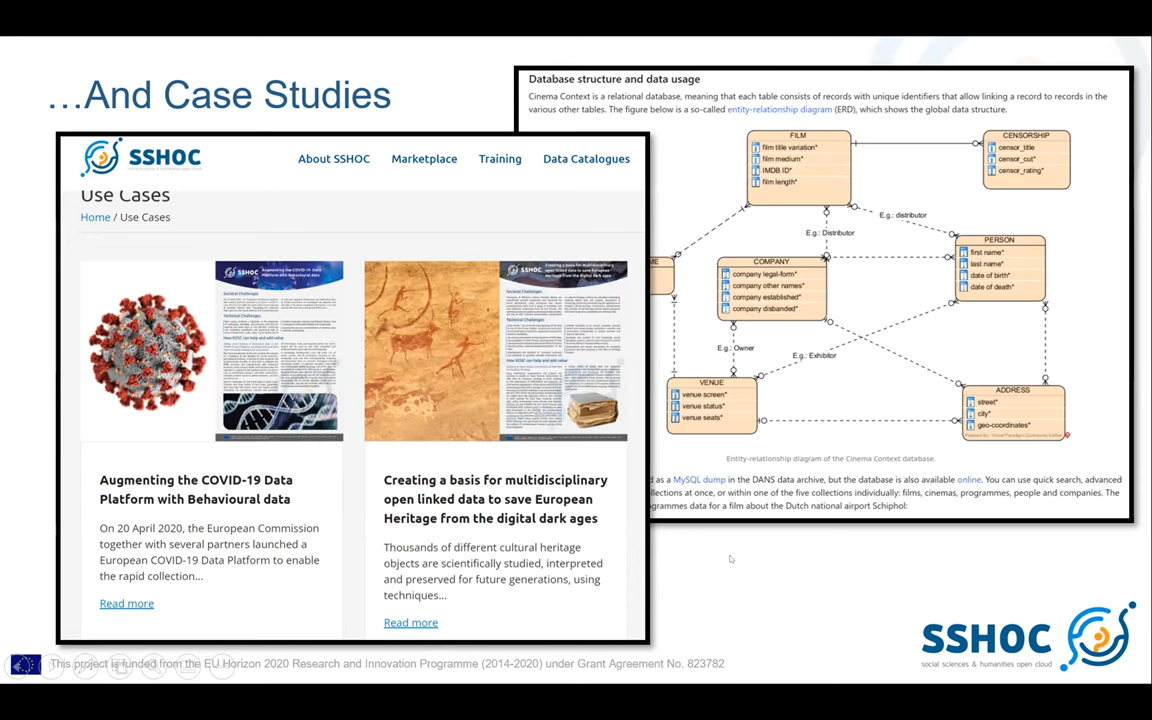 …And Case Studies
SSHOC
About SSHOC
Marketplace
Training
Data Catalogues
Use Cases
Home / Use Cases
Augmenting the COVID-19 Data
Platform with Behavioural data
On 20 April 2020, the European Commission
together with several partners launched a
European COVID-19 Data Platform to enable
the rapid collection...
Read more
Creating a basis for multidisciplinary
open linked data to save European
Heritage from the digital dark ages
Thousands of different cultural heritage
objects are scientifically studied, interpreted
and preserved for future generations, using
techniques...
Read more
Database structure and data usage
Cinema Context is a relational database, meaning that each table consists of records with unique identifiers that allow linking a record to records in the
various other tables. The figure below is a so-called entity-relationship diagram (ERD), which shows the global data structure.
FILM
film title variation*
film medium*
IMDB ID*
film length*
CENSORSHIP
censor_title
censor_cut*
censor_rating*
E.g.: distributor
E.g.: Distributor
PERSON
first name*
last name*
date of birth*
date of death*
ME
COMPANY
company legal-form*
company other names*
company established*
company disbanded*
E.g.: Owner
E.g.: Exhibitor
VENUE
venue screen*
venue status*
venue seats*
ADDRESS
street*
city*
geo-coordinates*
Powered By Visual Paradigm Community Edition
Entity-relationship diagram of the Cinema Context database.
d as a MySQL dump in the DANS data archive, but the database is also available online. You can use quick search, advanced
llections at once, or within one of the five collections individually: films, cinemas, programmes, people and companies. The
ogrammes data for a film about the Dutch national airport Schiphol:
SSHOC
social sciences & humanities open cloud
This project is funded from the EU Horizon 2020 Research and Innovation Programme (2014-2020) under Grant Agreement No. 823782